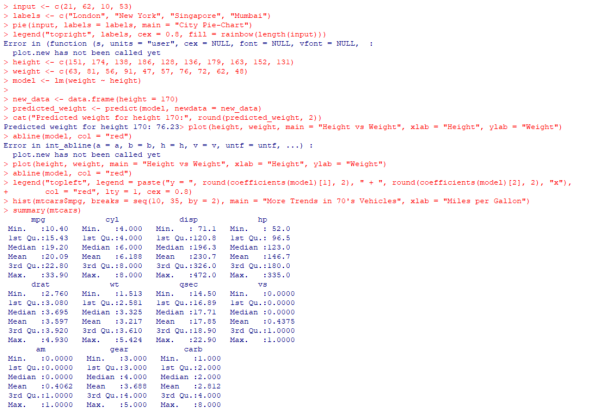 > input <- c(21, 62, 10, 53)
> labels <- c("London", "New York", "Singapore", "Mumbai")
> pie(input, labels = labels, main = "City Pie-Chart")
> legend("topright", labels, cex = 0.8, fill = rainbow(length(input)))
Error in (function (s, units = "user", cex = NULL, font = NULL, vfont = NULL,  :
  plot.new has not been called yet
> height <- c(151, 174, 138, 186, 128, 136, 179, 163, 152, 131)
> weight <- c(63, 81, 56, 91, 47, 57, 76, 72, 62, 48)
> model <- lm(weight ~ height)
>
> new_data <- data.frame(height = 170)
> predicted_weight <- predict(model, newdata = new_data)
> cat("Predicted weight for height 170:", round(predicted_weight, 2))
Predicted weight for height 170: 76.23> plot(height, weight, main = "Height vs Weight", xlab = "Height", ylab = "Weight")
> abline(model, col = "red")
Error in int_abline(a = a, b = b, h = h, v = v, untf = untf, ...) :
  plot.new has not been called yet
> plot(height, weight, main = "Height vs Weight", xlab = "Height", ylab = "Weight")
> abline(model, col = "red")
> legend("topleft", legend = paste("y = ", round(coefficients(model)[1], 2), " + ", round(coefficients(model)[2], 2), "x"),
+        col = "red", lty = 1, cex = 0.8)
> hist(mtcars$mpg, breaks = seq(10, 35, by = 2), main = "More Trends in 70's Vehicles", xlab = "Miles per Gallon")
> summary(mtcars)
      mpg             cyl             disp             hp
 Min.   :10.40   Min.   :4.000   Min.   : 71.1   Min.   : 52.0
 1st Qu.:15.43   1st Qu.:4.000   1st Qu.:120.8   1st Qu.: 96.5
 Median :19.20   Median :6.000   Median :196.3   Median :123.0
 Mean   :20.09   Mean   :6.188   Mean   :230.7   Mean   :146.7
 3rd Qu.:22.80   3rd Qu.:8.000   3rd Qu.:326.0   3rd Qu.:180.0
 Max.   :33.90   Max.   :8.000   Max.   :472.0   Max.   :335.0
      drat             wt             qsec             vs
 Min.   :2.760   Min.   :1.513   Min.   :14.50   Min.   :0.0000
 1st Qu.:3.080   1st Qu.:2.581   1st Qu.:16.89   1st Qu.:0.0000
 Median :3.695   Median :3.325   Median :17.71   Median :0.0000
 Mean   :3.597   Mean   :3.217   Mean   :17.85   Mean   :0.4375
 3rd Qu.:3.920   3rd Qu.:3.610   3rd Qu.:18.90   3rd Qu.:1.0000
 Max.   :4.930   Max.   :5.424   Max.   :22.90   Max.   :1.0000
       am              gear            carb
 Min.   :0.0000   Min.   :3.000   Min.   :1.000
 1st Qu.:0.0000   1st Qu.:3.000   1st Qu.:2.000
 Median :0.0000   Median :4.000   Median :2.000
 Mean   :0.4062   Mean   :3.688   Mean   :2.812
 3rd Qu.:1.0000   3rd Qu.:4.000   3rd Qu.:4.000
 Max.   :1.0000   Max.   :5.000   Max.   :8.000